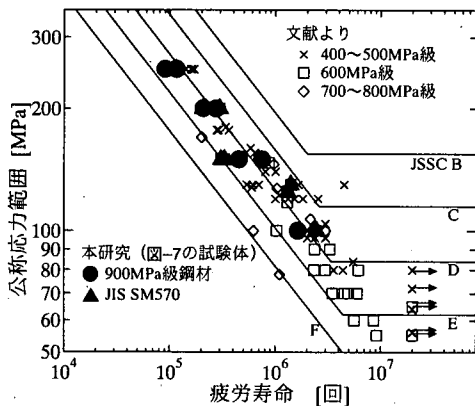 300
200
100
90
80
70
60
50
公称応力範囲 [MPa]
文献より
× 400〜500MPa級
□ 600MPa級
◇ 700〜800MPa級
JSSC B
C
D
E
F
本研究(図-7の試験体)
● 900MPa級鋼材
▲ JIS SM570
10⁴
10⁵
10⁶
10⁷
疲労寿命 [回]